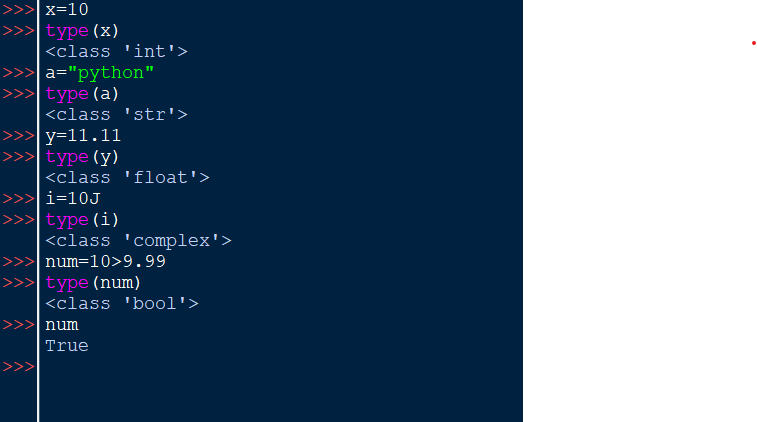 >>> x=10
>>> type(x)
<class 'int'>
>>> a="python"
>>> type(a)
<class 'str'>
>>> y=11.11
>>> type(y)
<class 'float'>
>>> i=10J
>>> type(i)
<class 'complex'>
>>> num=10>9.99
>>> type(num)
<class 'bool'>
>>> num
True
>>>